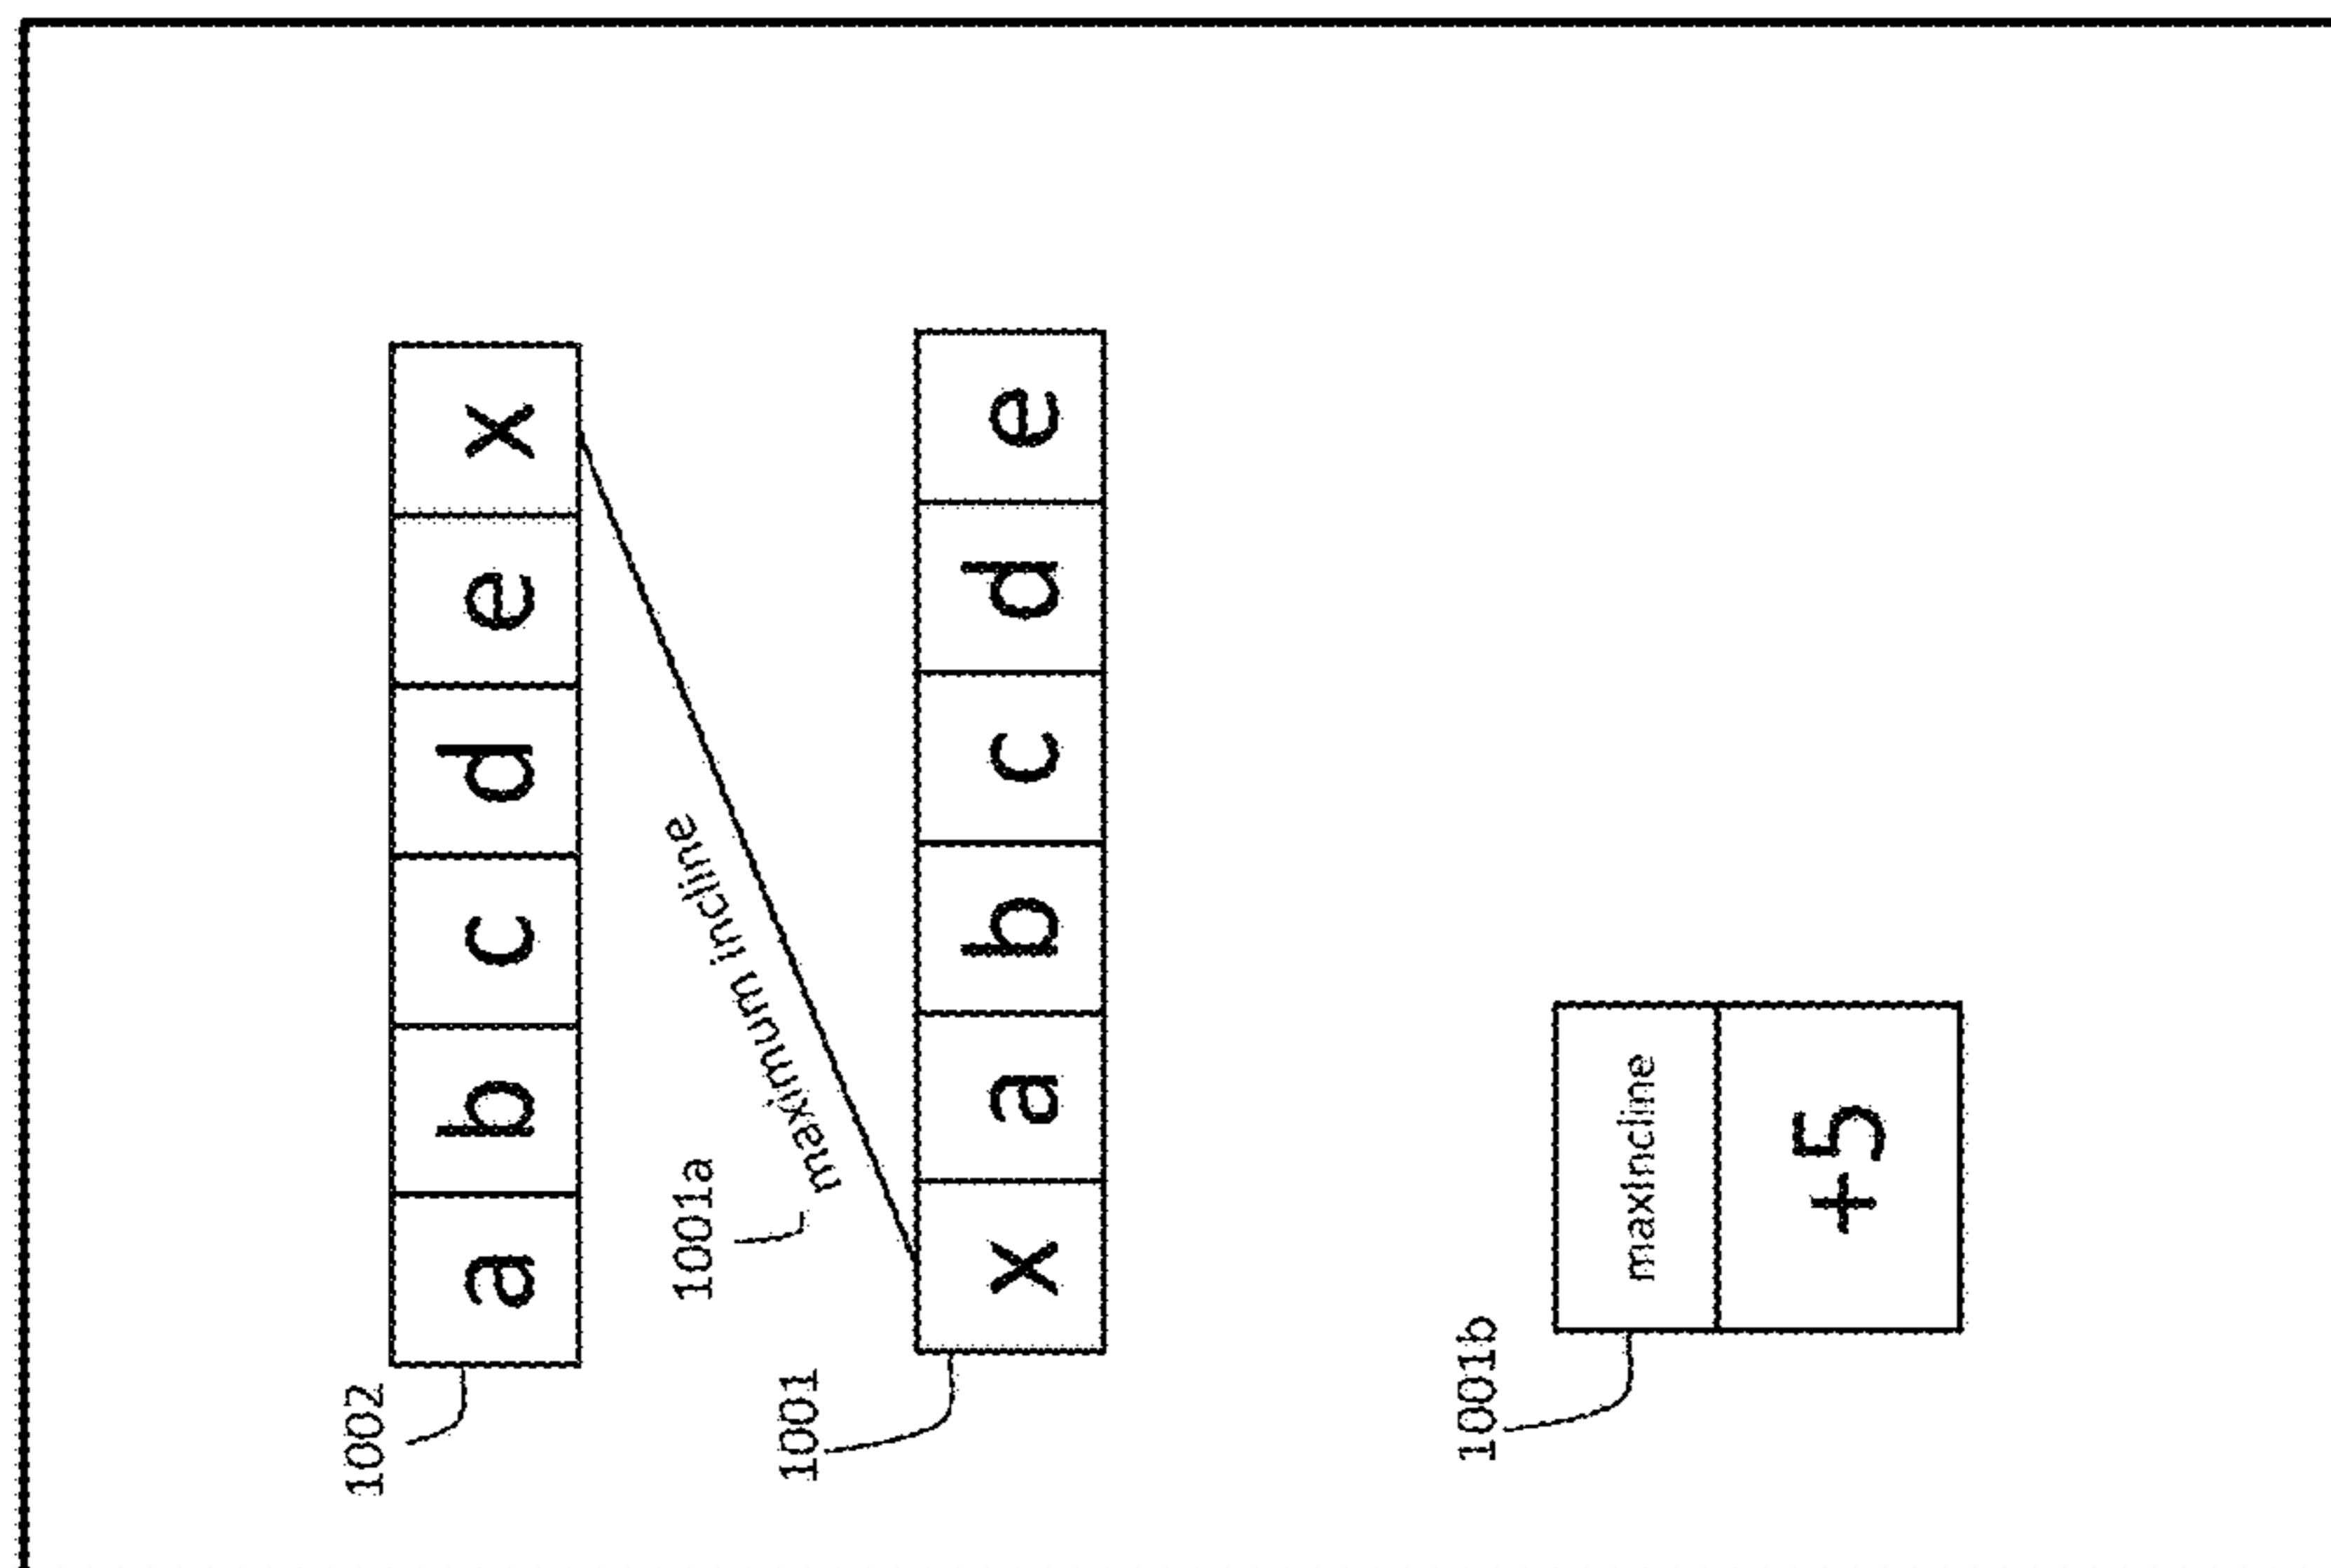 1002
a b c d e x
1001a
maximum incline
1001
x a b c d e
1001b
maxIncline
+5